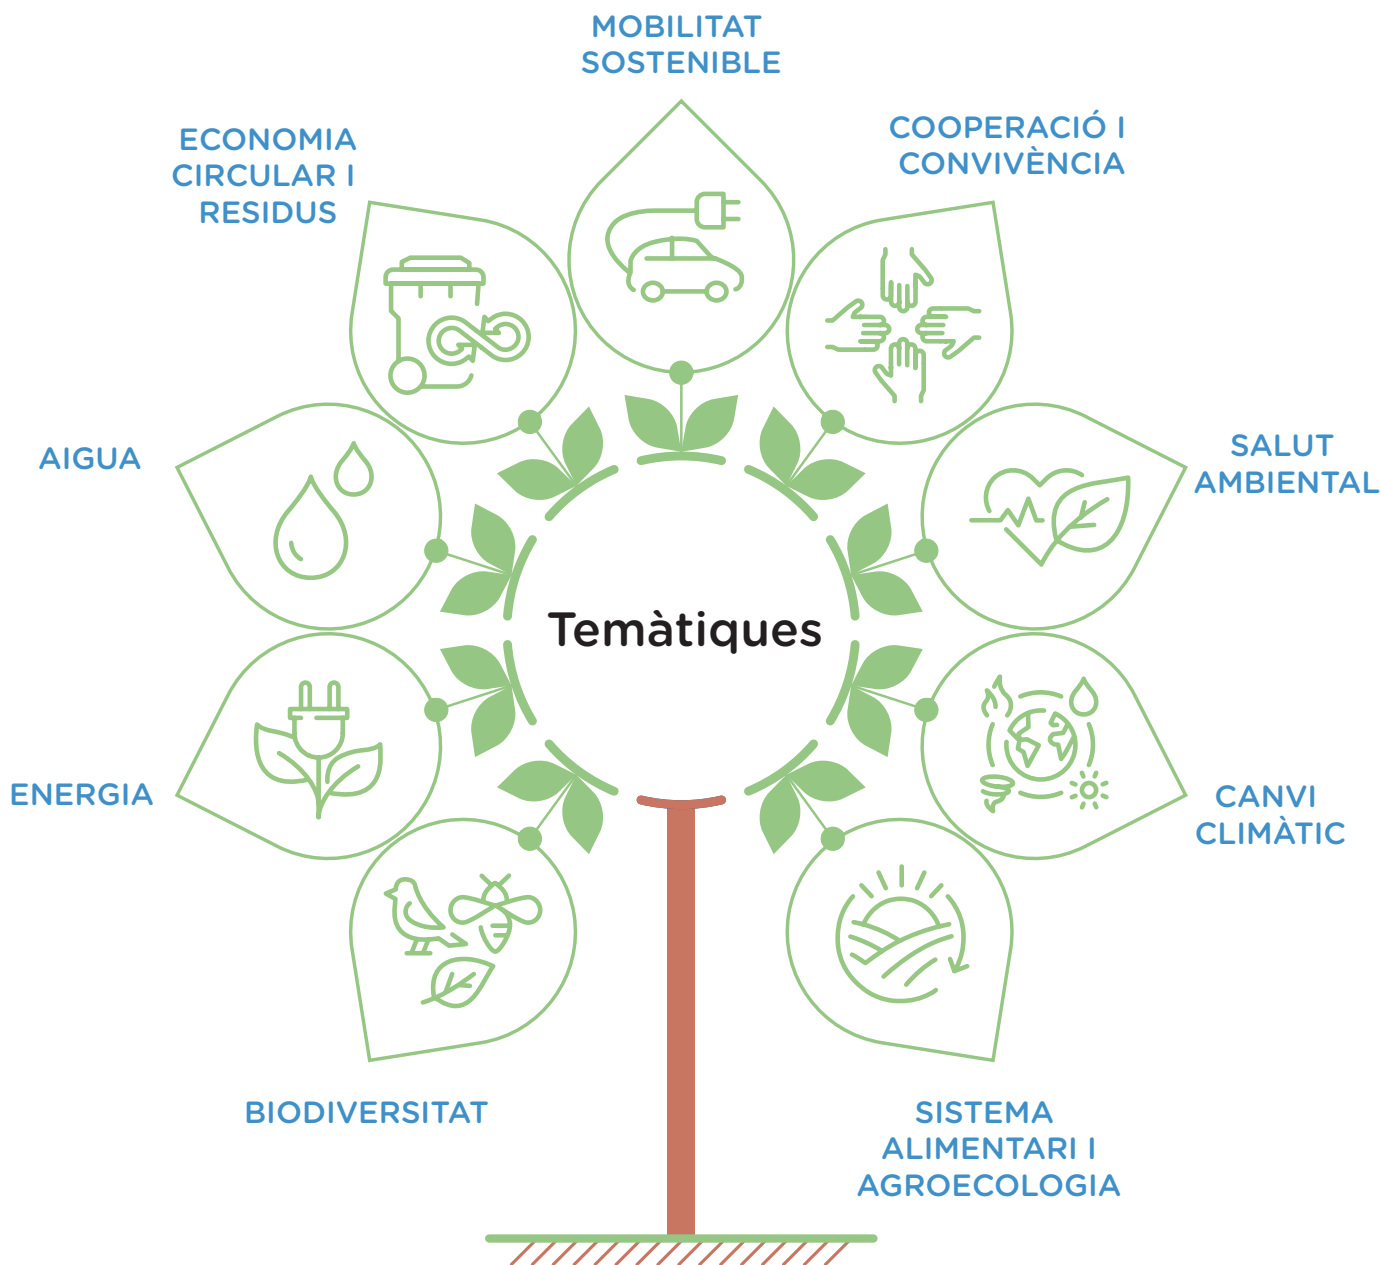 MOBILITAT
SOSTENIBLE
ECONOMIA
CIRCULAR I
RESIDUS
COOPERACIÓ I
CONVIVÈNCIA
AIGUA
SALUT
AMBIENTAL
Temàtiques
ENERGIA
CANVI
CLIMÀTIC
BIODIVERSITAT
SISTEMA
ALIMENTARI I
AGROECOLOGIA